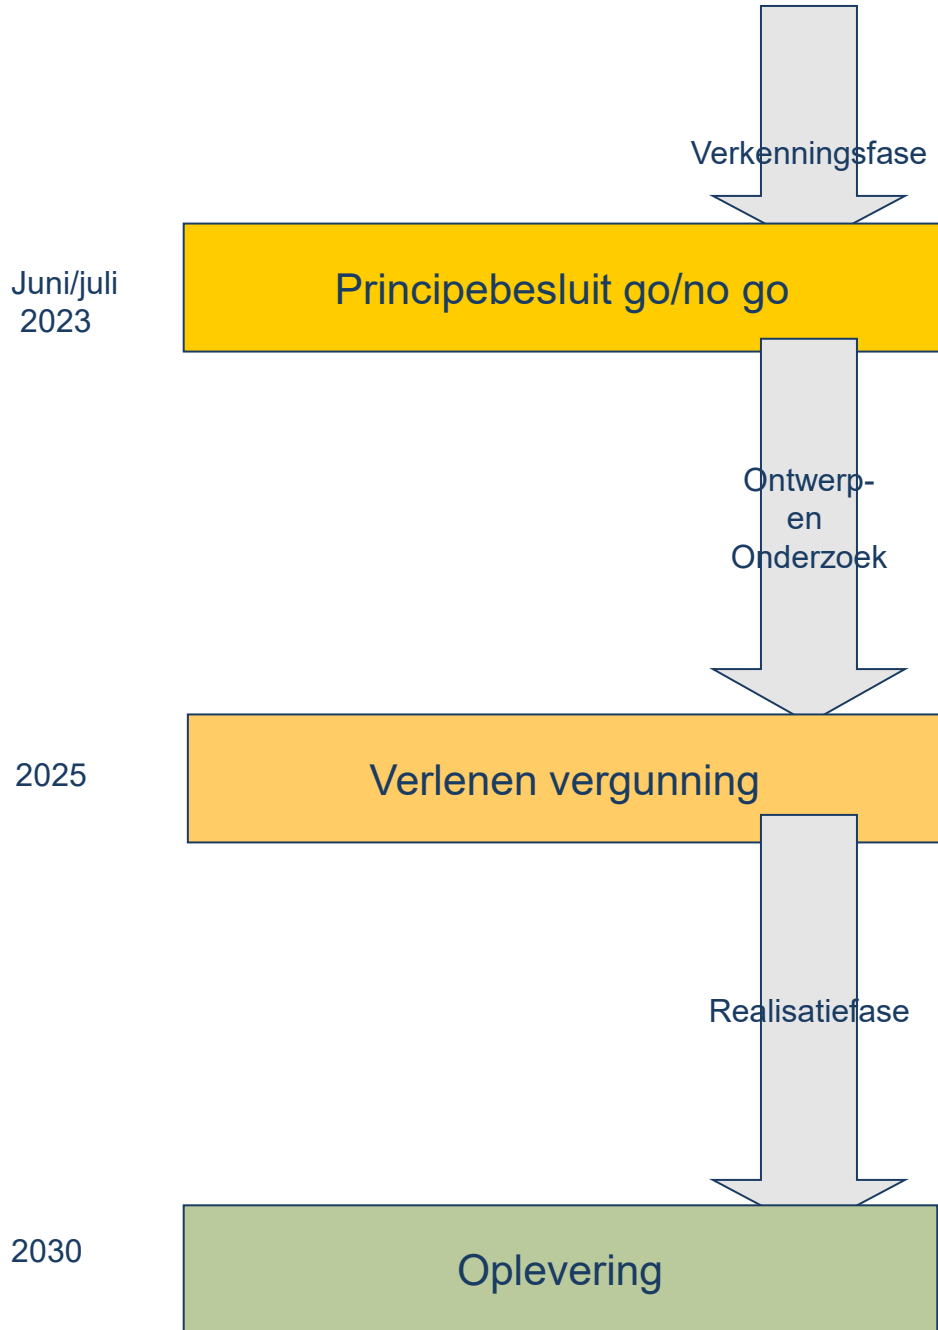 Verkenningsfase
Juni/juli
2023
Principebesluit go/no go
Ontwerp-
en
Onderzoek
2025
Verlenen vergunning
Realisatiefase
2030
Oplevering